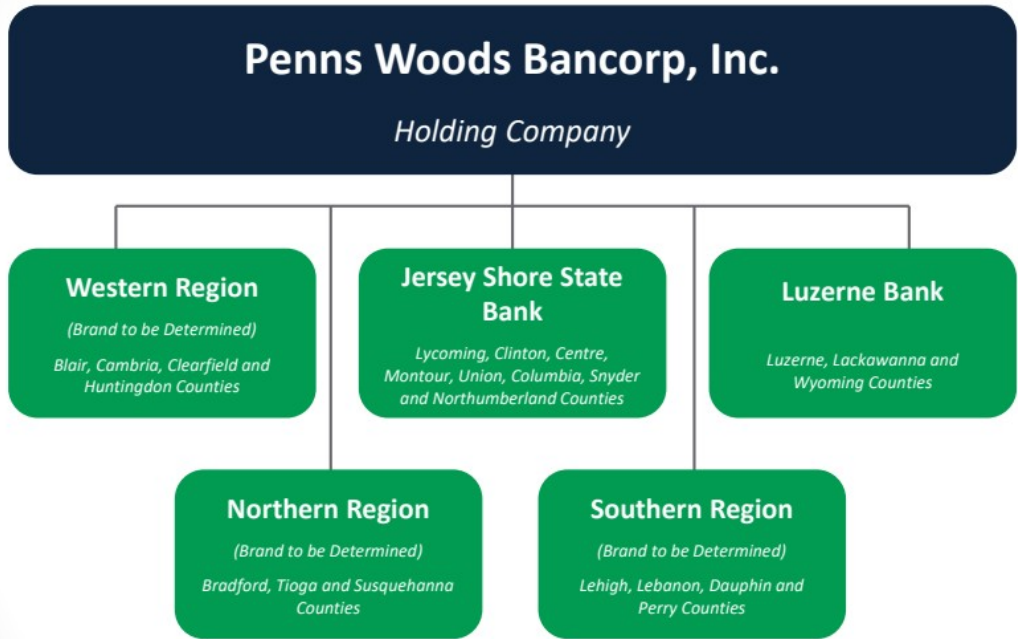 Penns Woods Bancorp, Inc.
Holding Company
Western Region
(Brand to be Determined)
Blair, Cambria, Clearfield and
Huntingdon Counties
Jersey Shore State
Bank
Lycoming, Clinton, Centre,
Montour, Union, Columbia, Snyder
and Northumberland Counties
Luzerne Bank
Luzerne, Lackawanna and
Wyoming Counties
Northern Region
(Brand to be Determined)
Bradford, Tioga and Susquehanna
Counties
Southern Region
(Brand to be Determined)
Lehigh, Lebanon, Dauphin and
Perry Counties